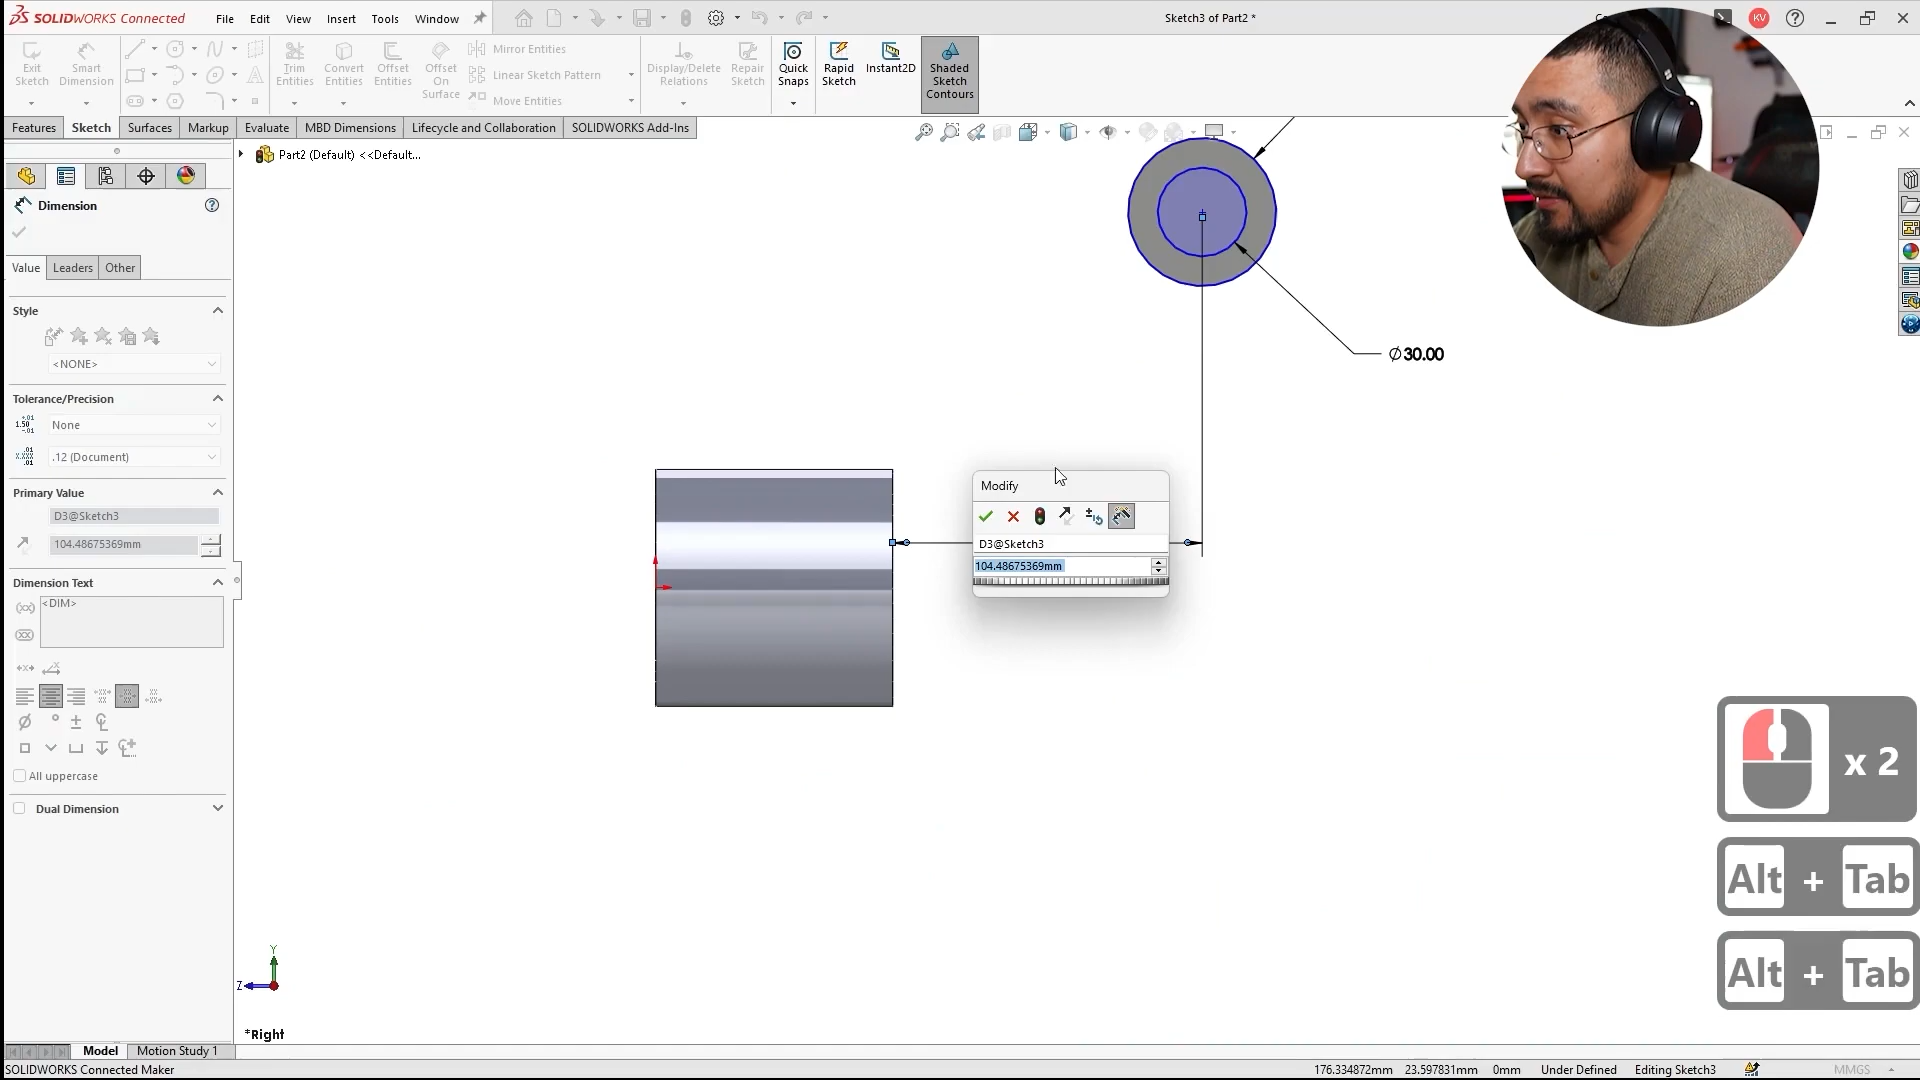 SOLIDWORKS Connected
File Edit View Insert Tools Window
Sketch3 of Part2 *
KV
Exit Sketch
Smart Dimension
Trim Entities
Convert Entities
Offset Entities
Offset On Surface
Mirror Entities
Linear Sketch Pattern
Move Entities
Display/Delete Relations
Repair Sketch
Quick Snaps
Rapid Sketch
Instant2D
Shaded Sketch Contours
Features Sketch Surfaces Markup Evaluate MBD Dimensions Lifecycle and Collaboration SOLIDWORKS Add-Ins
Part2 (Default) <<Default...
Dimension
Value Leaders Other
Style
<NONE>
Tolerance/Precision
None
.12 (Document)
Primary Value
D3@Sketch3
104.48675369mm
Dimension Text
<DIM>
All uppercase
Dual Dimension
∅30.00
Modify
D3@Sketch3
104.48675369mm
x 2
Alt + Tab
Alt + Tab
Y
Z
*Right
Model Motion Study 1
SOLIDWORKS Connected Maker
176.334872mm 23.597831mm 0mm Under Defined Editing Sketch3 MMGS